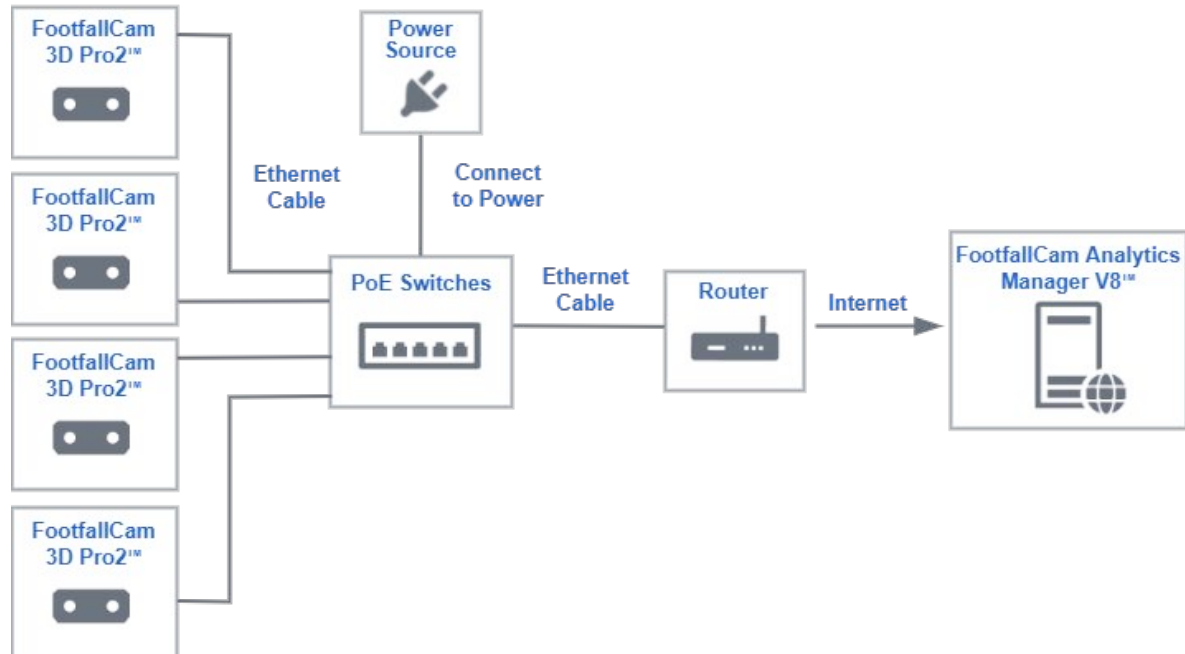 FootfallCam
3D Pro2™
Power
Source
Ethernet
Cable
Connect
to Power
FootfallCam
3D Pro2™
PoE Switches
Ethernet
Cable
Router
Internet
FootfallCam Analytics
Manager V8™
FootfallCam
3D Pro2™
FootfallCam
3D Pro2™